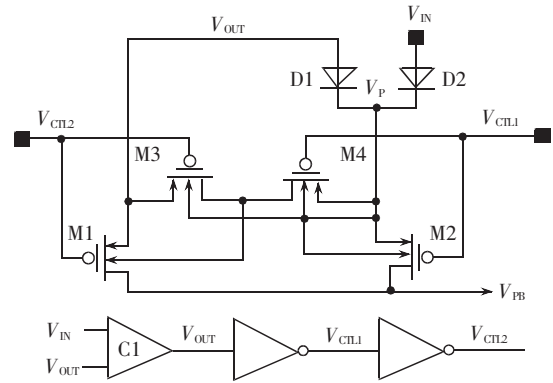 V_OUT
V_IN
D1
V_P
D2
V_CTL2
V_CTL1
M3
M4
M1
M2
V_PB
V_IN
V_OUT
C1
V_OUT
V_CTL1
V_CTL2